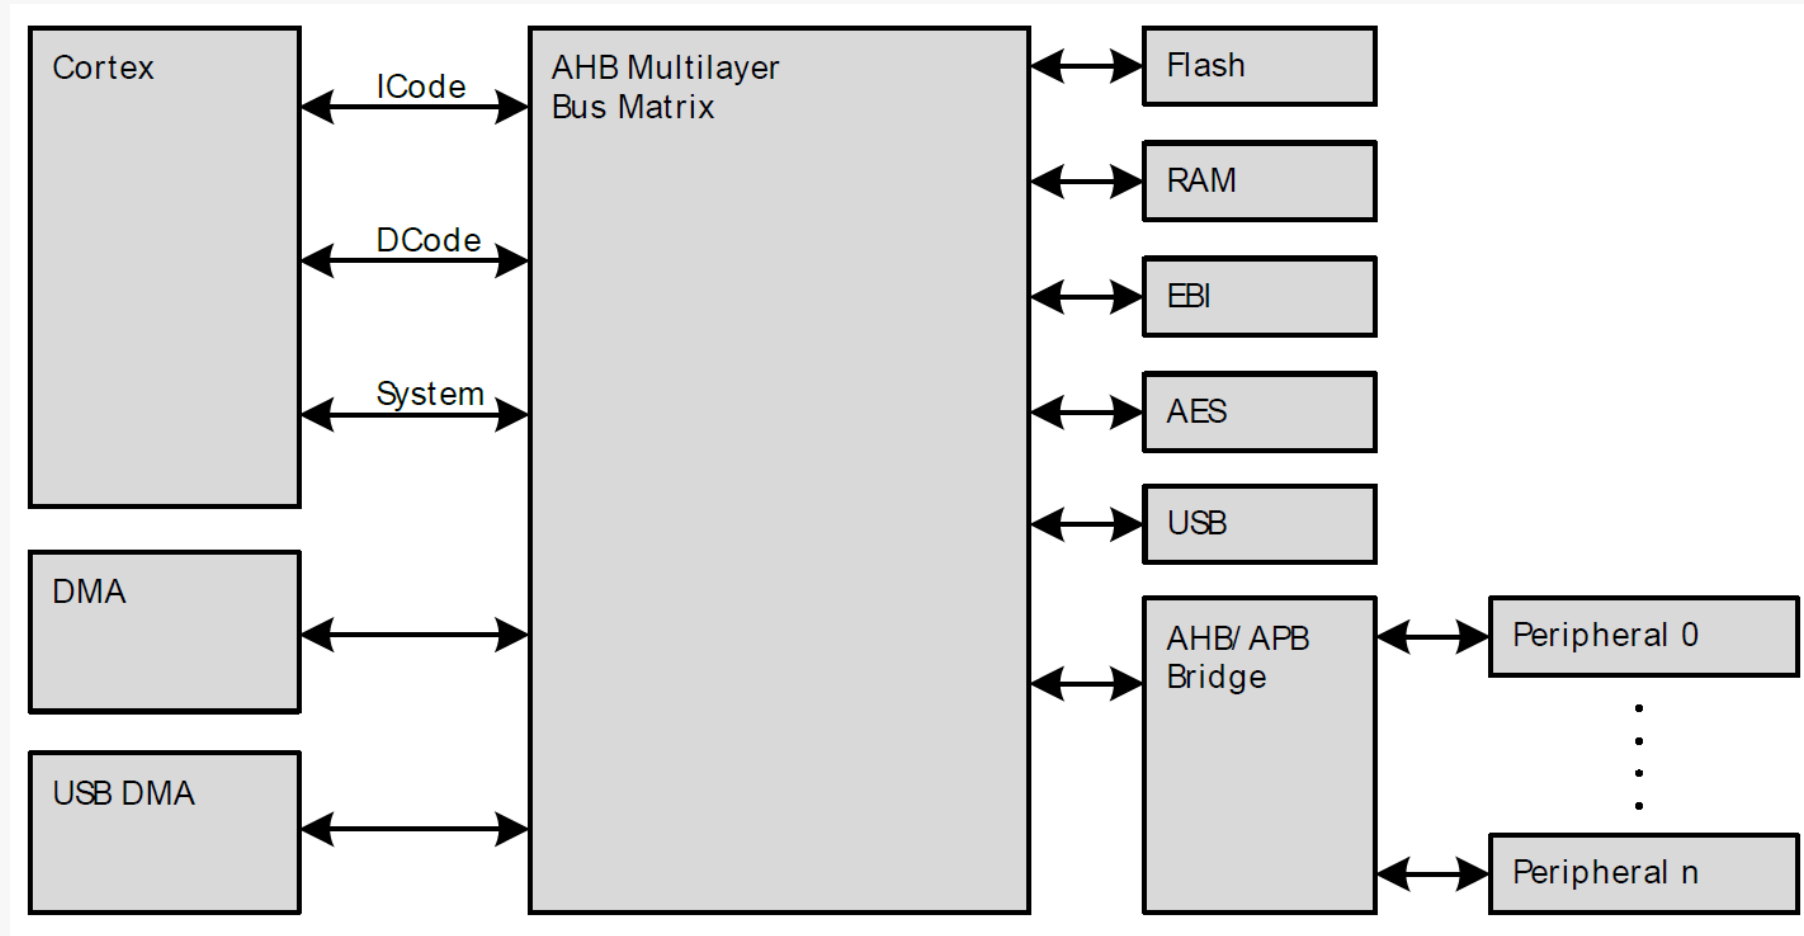 Cortex
ICode
DCode
System
DMA
USB DMA
AHB Multilayer
Bus Matrix
Flash
RAM
EBI
AES
USB
AHB/ APB
Bridge
Peripheral 0
Peripheral n